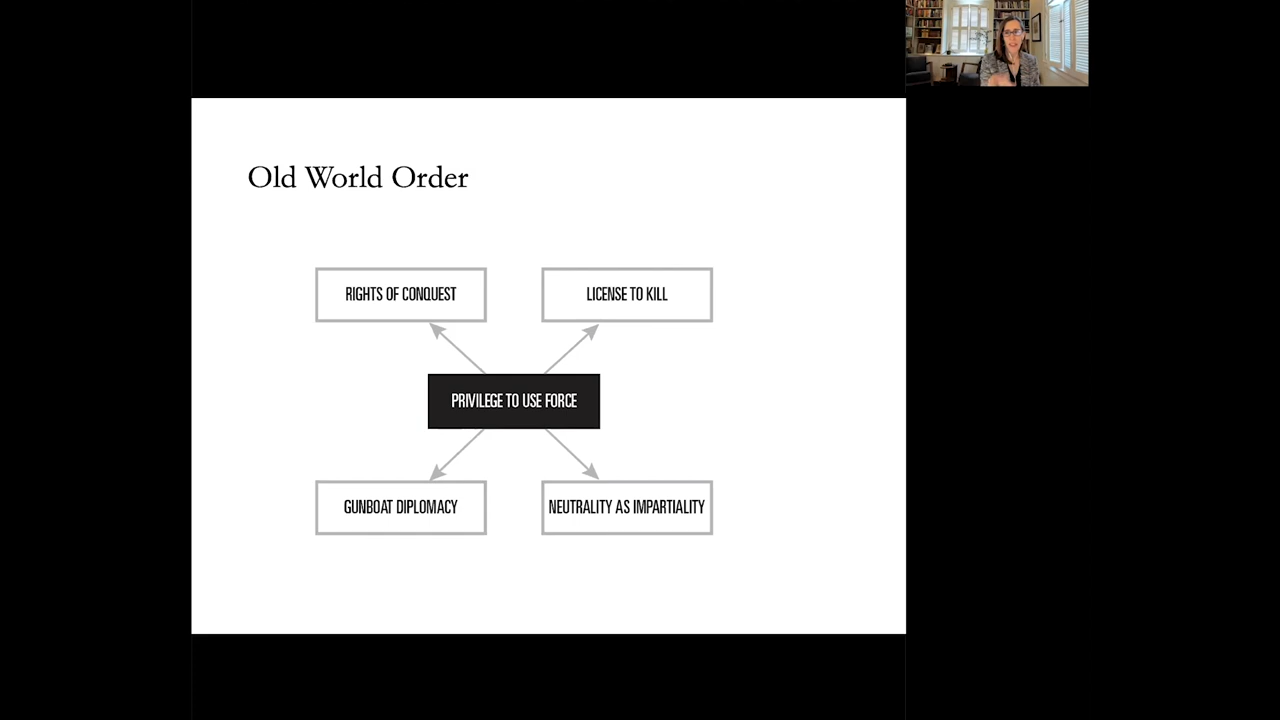 Old World Order
RIGHTS OF CONQUEST
LICENSE TO KILL
PRIVILEGE TO USE FORCE
GUNBOAT DIPLOMACY
NEUTRALITY AS IMPARTIALITY